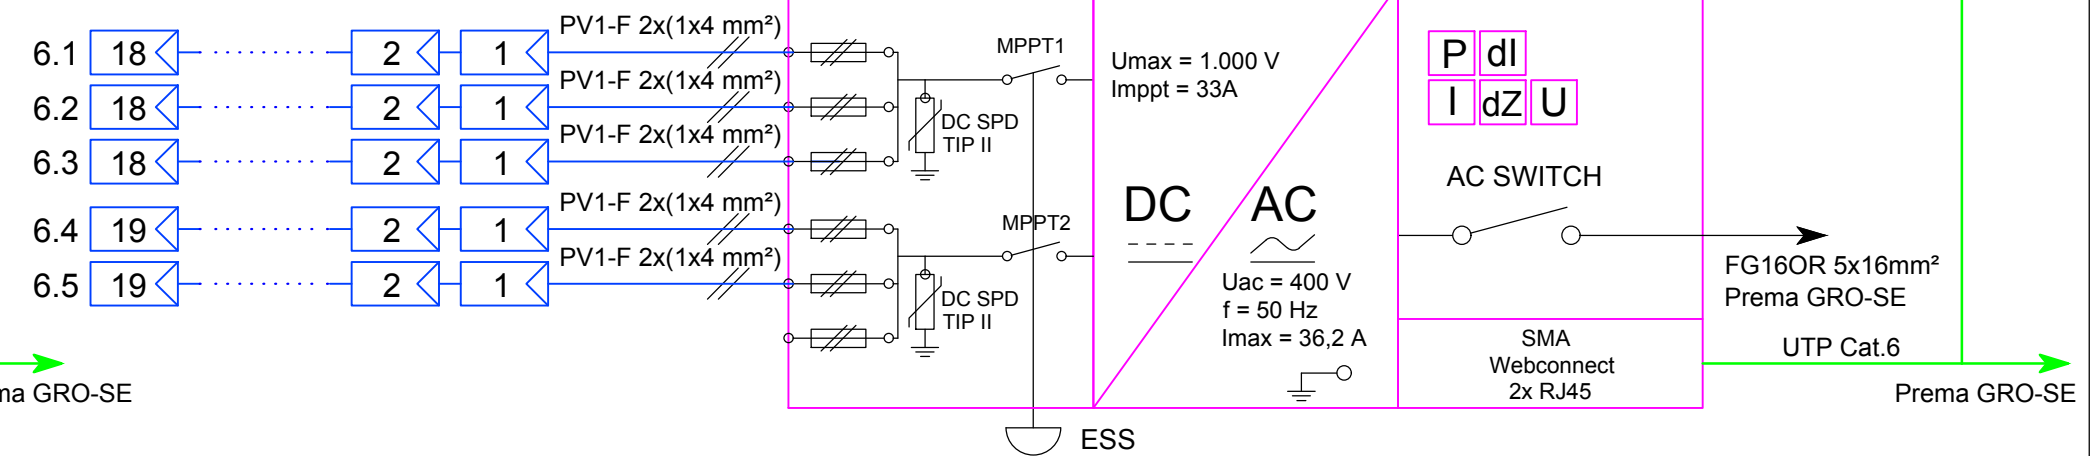 6.1 18 2 1 PV1-F 2x(1x4 mm²)
6.2 18 2 1 PV1-F 2x(1x4 mm²)
6.3 18 2 1 PV1-F 2x(1x4 mm²)
6.4 19 2 1 PV1-F 2x(1x4 mm²)
6.5 19 2 1 PV1-F 2x(1x4 mm²)
MPPT1
DC SPD
TIP II
MPPT2
DC SPD
TIP II
ESS
Umax = 1.000 V
Imppt = 33A
DC
AC
Uac = 400 V
f = 50 Hz
Imax = 36,2 A
P dI
I dZ U
AC SWITCH
SMA
Webconnect
2x RJ45
FG16OR 5x16mm²
Prema GRO-SE
UTP Cat.6
Prema GRO-SE
GRO-SE